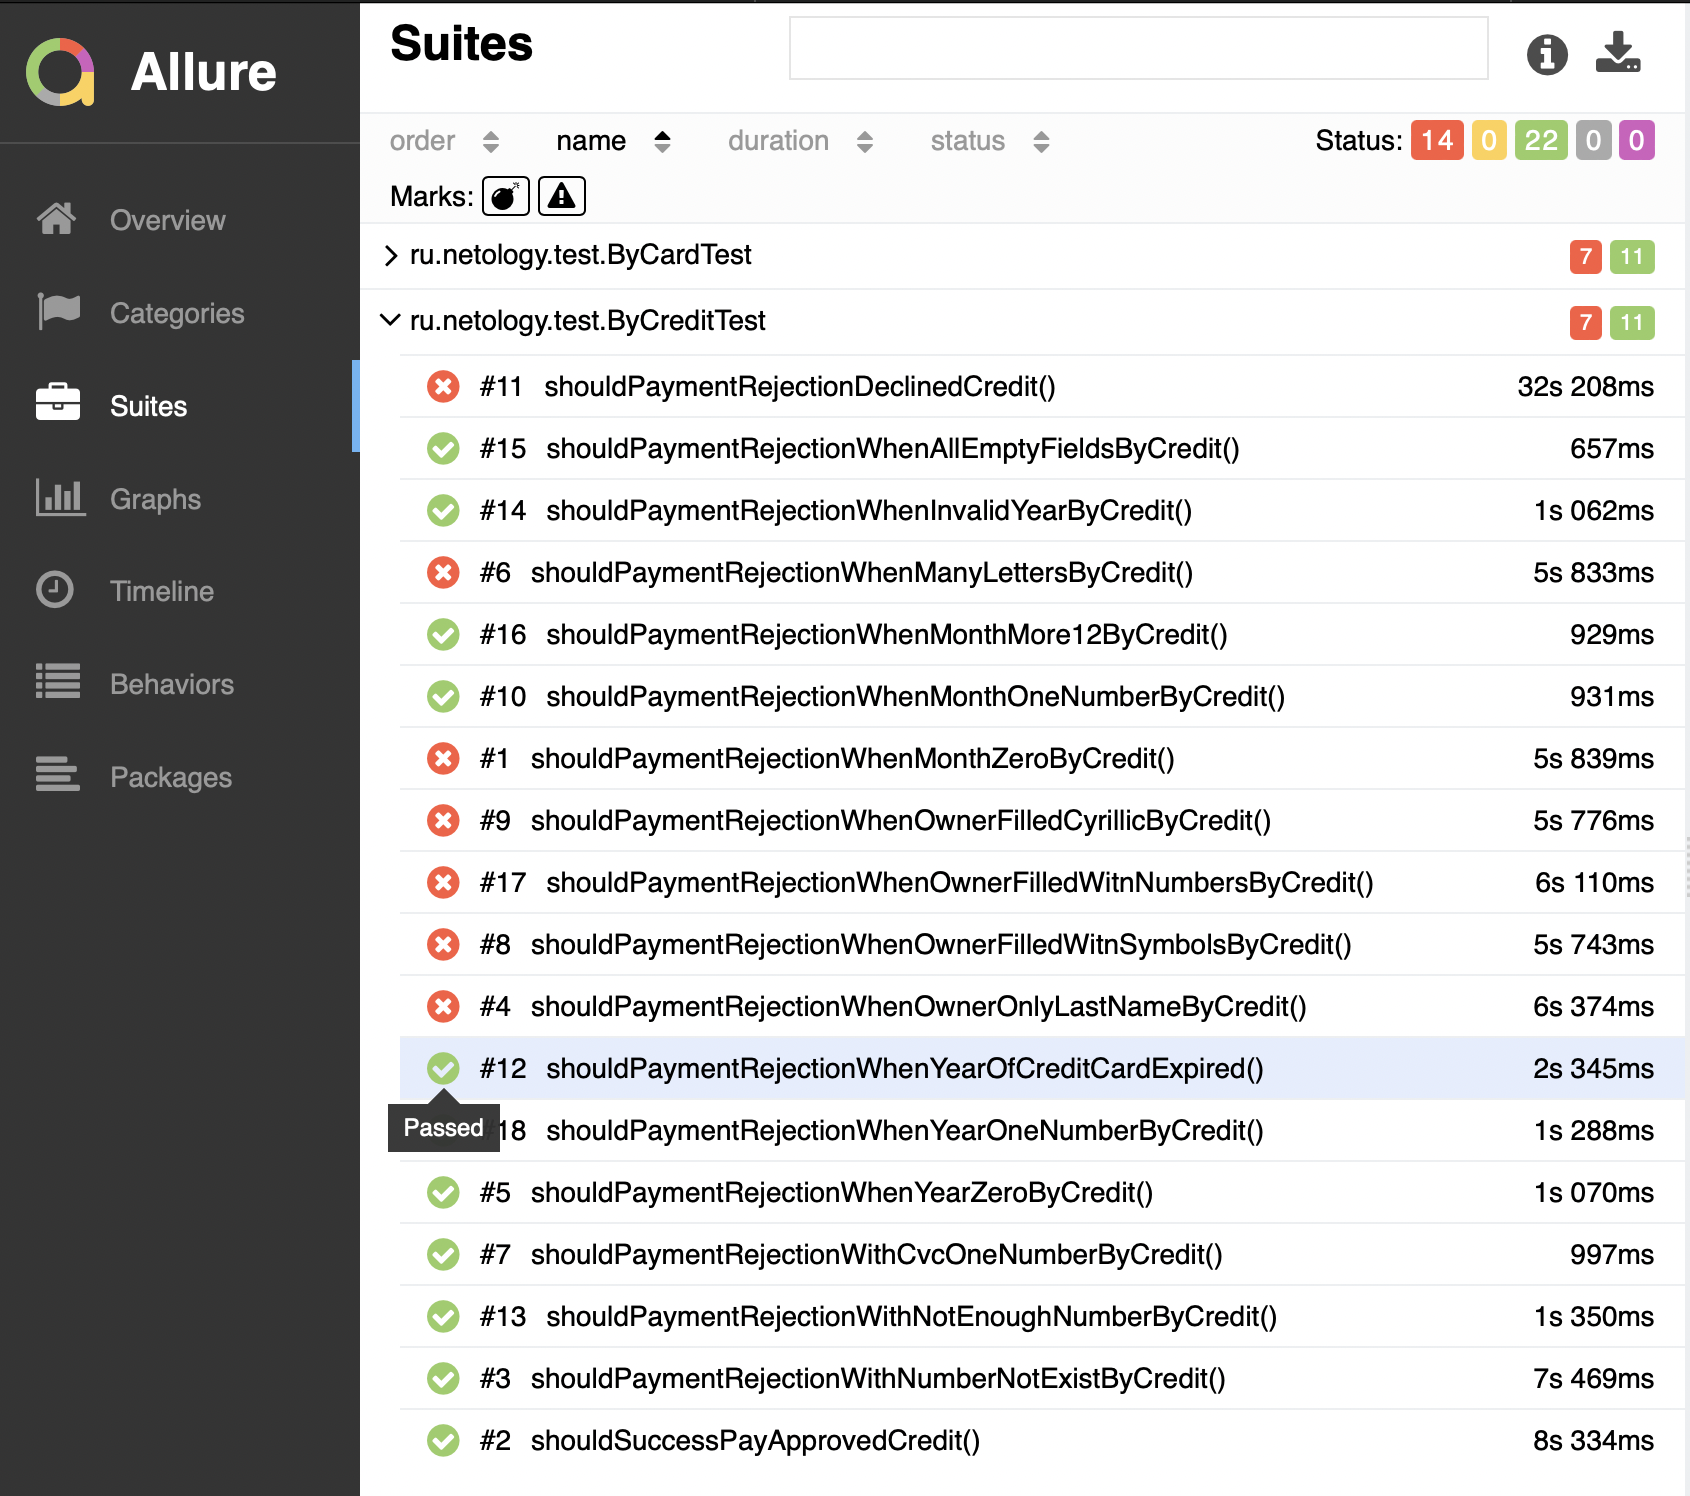 Allure
Overview
Categories
Suites
Graphs
Timeline
Behaviors
Packages
Suites
order name duration status Status: 14 0 22 0 0
Marks:
ru.netology.test.ByCardTest 7 11
ru.netology.test.ByCreditTest 7 11
#11 shouldPaymentRejectionDeclinedCredit() 32s 208ms
#15 shouldPaymentRejectionWhenAllEmptyFieldsByCredit() 657ms
#14 shouldPaymentRejectionWhenInvalidYearByCredit() 1s 062ms
#6 shouldPaymentRejectionWhenManyLettersByCredit() 5s 833ms
#16 shouldPaymentRejectionWhenMonthMore12ByCredit() 929ms
#10 shouldPaymentRejectionWhenMonthOneNumberByCredit() 931ms
#1 shouldPaymentRejectionWhenMonthZeroByCredit() 5s 839ms
#9 shouldPaymentRejectionWhenOwnerFilledCyrillicByCredit() 5s 776ms
#17 shouldPaymentRejectionWhenOwnerFilledWitnNumbersByCredit() 6s 110ms
#8 shouldPaymentRejectionWhenOwnerFilledWitnSymbolsByCredit() 5s 743ms
#4 shouldPaymentRejectionWhenOwnerOnlyLastNameByCredit() 6s 374ms
#12 shouldPaymentRejectionWhenYearOfCreditCardExpired() 2s 345ms
Passed #18 shouldPaymentRejectionWhenYearOneNumberByCredit() 1s 288ms
#5 shouldPaymentRejectionWhenYearZeroByCredit() 1s 070ms
#7 shouldPaymentRejectionWithCvcOneNumberByCredit() 997ms
#13 shouldPaymentRejectionWithNotEnoughNumberByCredit() 1s 350ms
#3 shouldPaymentRejectionWithNumberNotExistByCredit() 7s 469ms
#2 shouldSuccessPayApprovedCredit() 8s 334ms